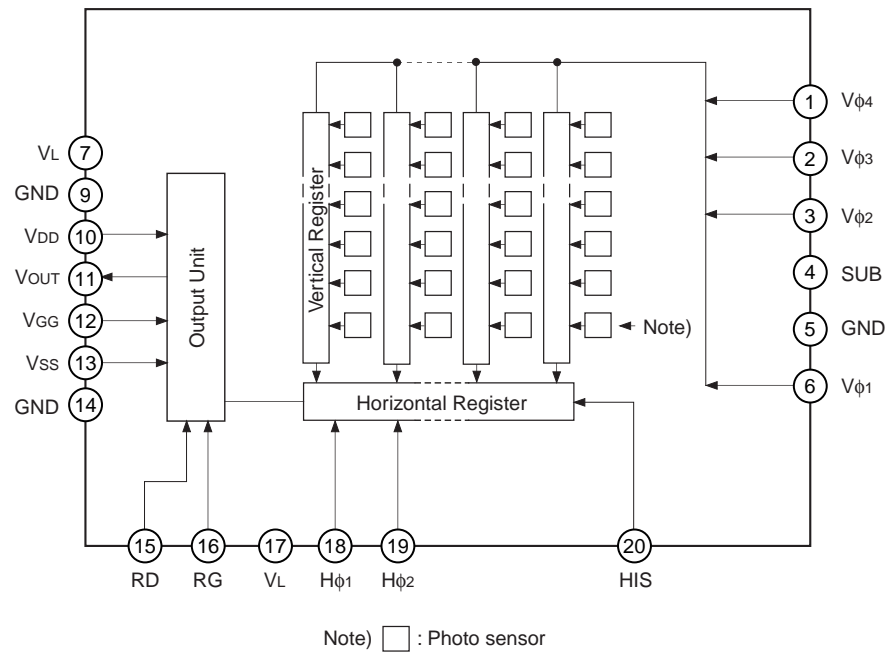 1 Vϕ4
2 Vϕ3
3 Vϕ2
4 SUB
5 GND
6 Vϕ1
VL 7
GND 9
VDD 10
VOUT 11
VGG 12
VSS 13
GND 14
Output Unit
Vertical Register
Note)
Horizontal Register
15 16 17 18 19 20
RD RG VL Hϕ1 Hϕ2 HIS
Note) : Photo sensor